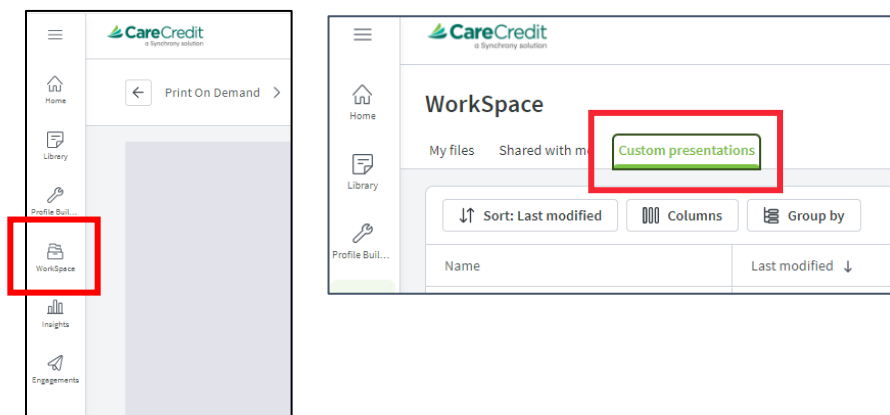 CareCredit
a Synchrony solution
Home
Print On Demand
Library
Profile Buil...
WorkSpace
Insights
Engagements
CareCredit
a Synchrony solution
Home
WorkSpace
My files Shared with m Custom presentations
Library
Sort: Last modified Columns Group by
Profile Buil...
Name Last modified ↓